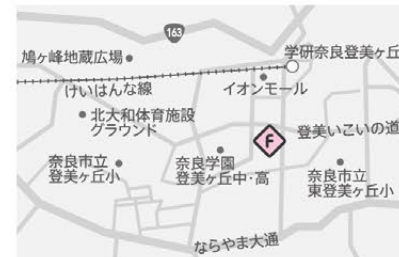 163
鳩ヶ峰地蔵広場
学研奈良登美ヶ丘
けいはんな線
イオンモール
北大和体育施設
グラウンド
登美いこいの道
F
奈良市立
登美ヶ丘小
奈良学園
登美ヶ丘中・高
奈良市立
東登美ヶ丘小
ならやま大通